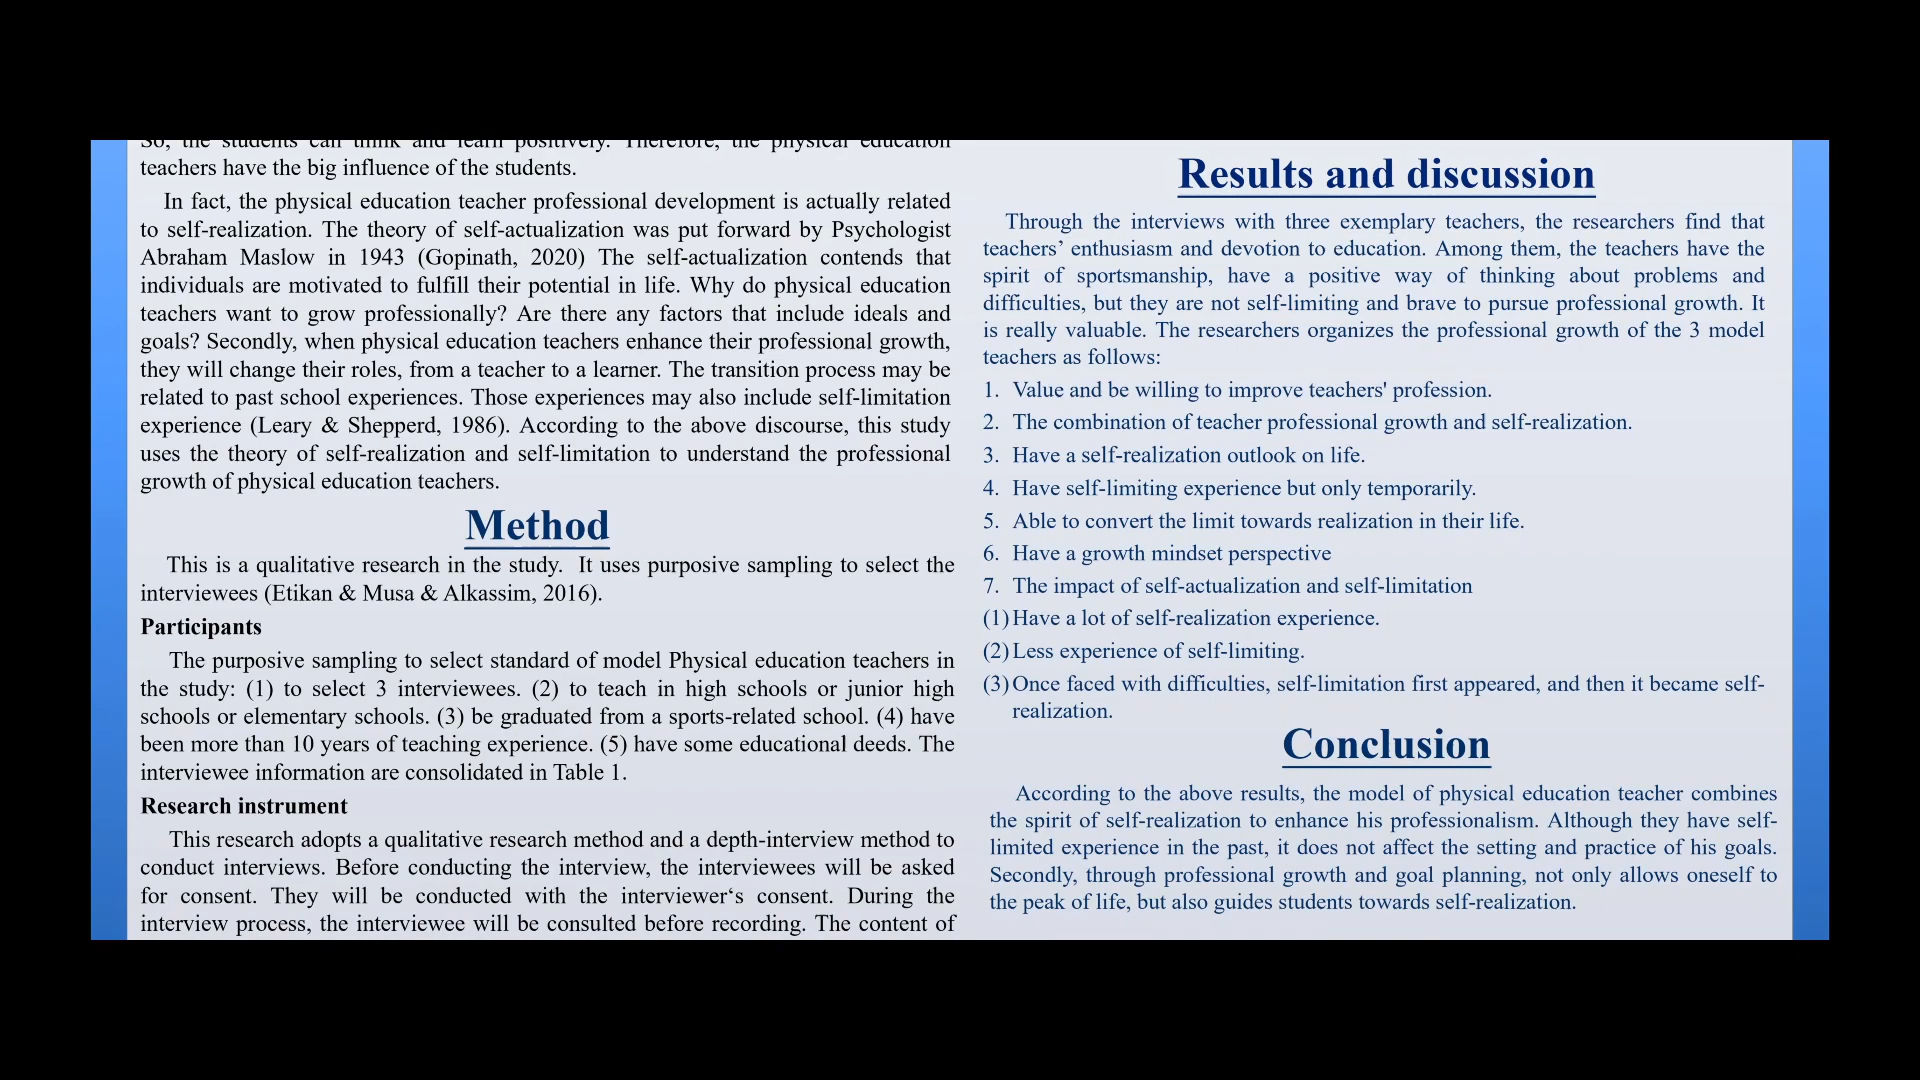 So, the students can think and learn positively. Therefore, the physical education
teachers have the big influence of the students.
In fact, the physical education teacher professional development is actually related
to self-realization. The theory of self-actualization was put forward by Psychologist
Abraham Maslow in 1943 (Gopinath, 2020) The self-actualization contends that
individuals are motivated to fulfill their potential in life. Why do physical education
teachers want to grow professionally? Are there any factors that include ideals and
goals? Secondly, when physical education teachers enhance their professional growth,
they will change their roles, from a teacher to a learner. The transition process may be
related to past school experiences. Those experiences may also include self-limitation
experience (Leary & Shepperd, 1986). According to the above discourse, this study
uses the theory of self-realization and self-limitation to understand the professional
growth of physical education teachers.
Method
This is a qualitative research in the study.  It uses purposive sampling to select the
interviewees (Etikan & Musa & Alkassim, 2016).
Participants
The purposive sampling to select standard of model Physical education teachers in
the study: (1) to select 3 interviewees. (2) to teach in high schools or junior high
schools or elementary schools. (3) be graduated from a sports-related school. (4) have
been more than 10 years of teaching experience. (5) have some educational deeds. The
interviewee information are consolidated in Table 1.
Research instrument
This research adopts a qualitative research method and a depth-interview method to
conduct interviews. Before conducting the interview, the interviewees will be asked
for consent. They will be conducted with the interviewer‘s consent. During the
interview process, the interviewee will be consulted before recording. The content of
Results and discussion
Through the interviews with three exemplary teachers, the researchers find that
teachers’ enthusiasm and devotion to education. Among them, the teachers have the
spirit of sportsmanship, have a positive way of thinking about problems and
difficulties, but they are not self-limiting and brave to pursue professional growth. It
is really valuable. The researchers organizes the professional growth of the 3 model
teachers as follows:
1. Value and be willing to improve teachers' profession.
2. The combination of teacher professional growth and self-realization.
3. Have a self-realization outlook on life.
4. Have self-limiting experience but only temporarily.
5. Able to convert the limit towards realization in their life.
6. Have a growth mindset perspective
7. The impact of self-actualization and self-limitation
(1) Have a lot of self-realization experience.
(2) Less experience of self-limiting.
(3) Once faced with difficulties, self-limitation first appeared, and then it became self-
realization.
Conclusion
According to the above results, the model of physical education teacher combines
the spirit of self-realization to enhance his professionalism. Although they have self-
limited experience in the past, it does not affect the setting and practice of his goals.
Secondly, through professional growth and goal planning, not only allows oneself to
the peak of life, but also guides students towards self-realization.